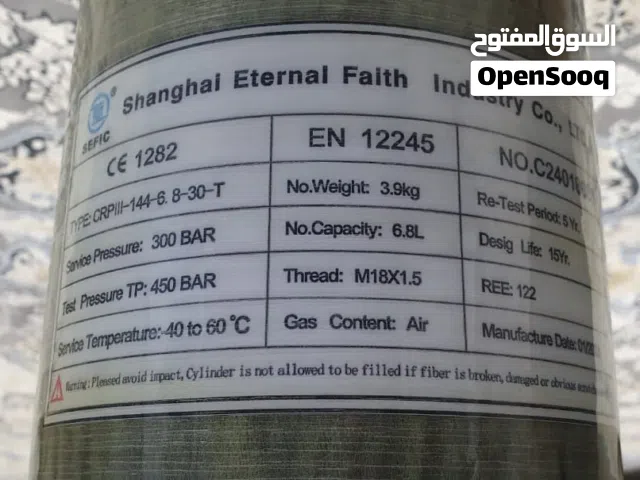 السوق المفتوح
OpenSooq
SEFIC ® Shanghai Eternal Faith Industry Co.,
CE 1282 EN 12245
TYPE: CRPIII-144-6.8-30-T No.Weight: 3.9kg Re-Test Period: 5 Yr.
Service Pressure: 300 BAR No.Capacity: 6.8L Desig Life: 15Yr.
Test Pressure TP: 450 BAR Thread: M18X1.5 REE: 122
Service Temperature:-40 to 60℃ Gas Content: Air Manufacture Date:
Warning: Pleased avoid impact, Cylinder is not allowed to be filled if fiber is broken, damaged or obvious